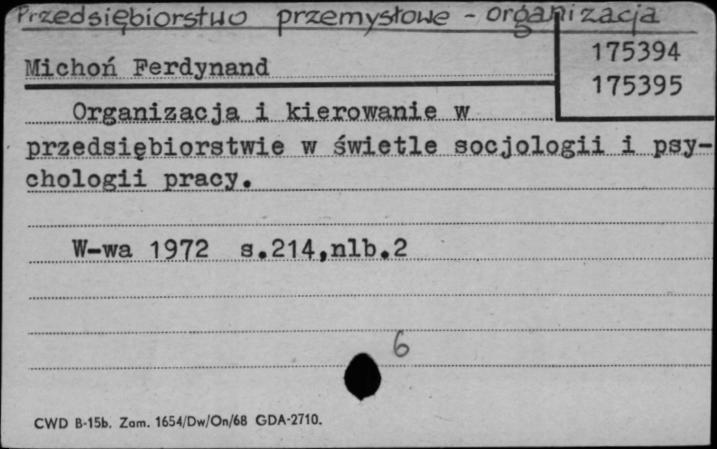 Przedsiębiorstwo przemysłowe - organizacja
Michoń Ferdynand
175394
175395
Organizacja i kierowanie w
przedsiębiorstwie w świetle socjologii i psy-
chologii pracy.
W-wa 1972 s.214,nlb.2
6
CWD B-15b. Zam. 1654/Dw/On/68 GDA-2710.